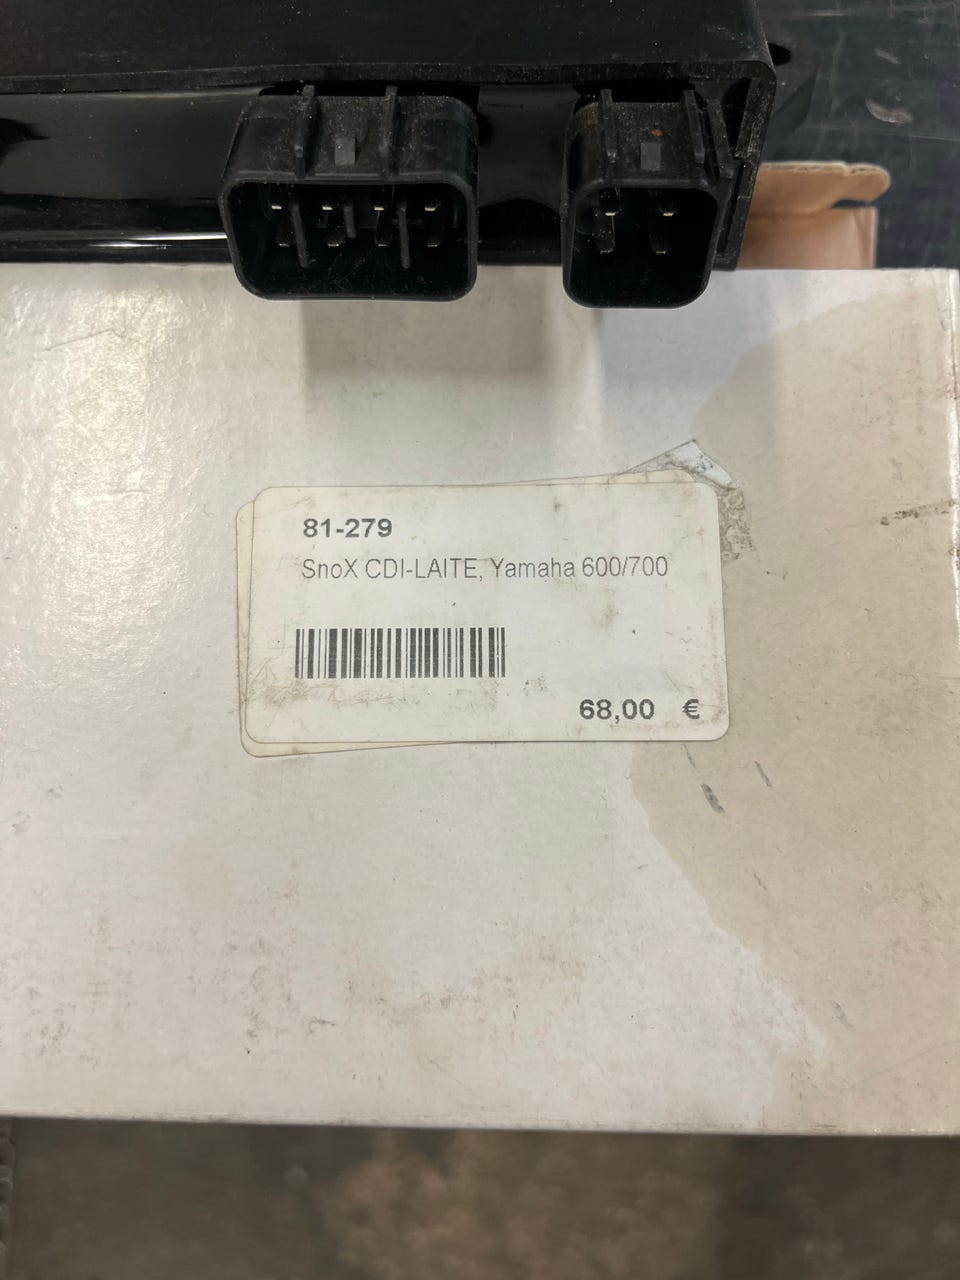 81-279
SnoX CDI-LAITE, Yamaha 600/700
68,00 €